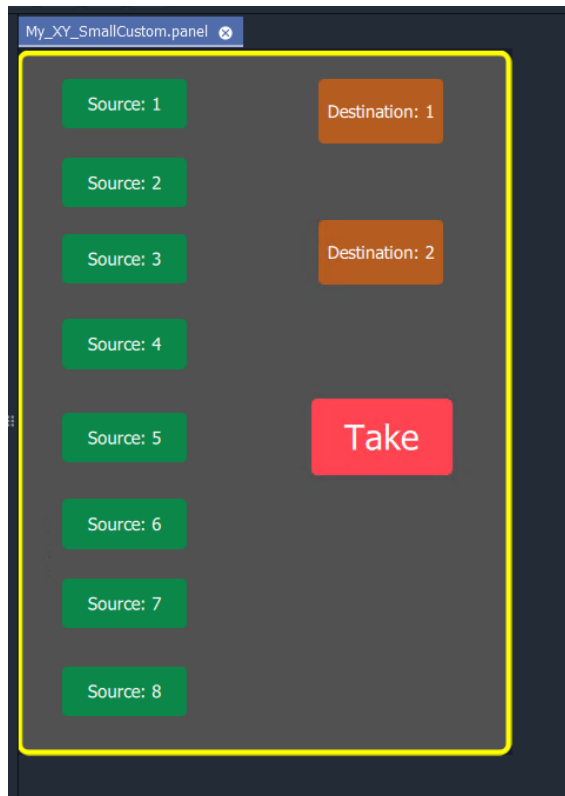 My_XY_SmallCustom.panel
Source: 1
Source: 2
Source: 3
Source: 4
Source: 5
Source: 6
Source: 7
Source: 8
Destination: 1
Destination: 2
Take